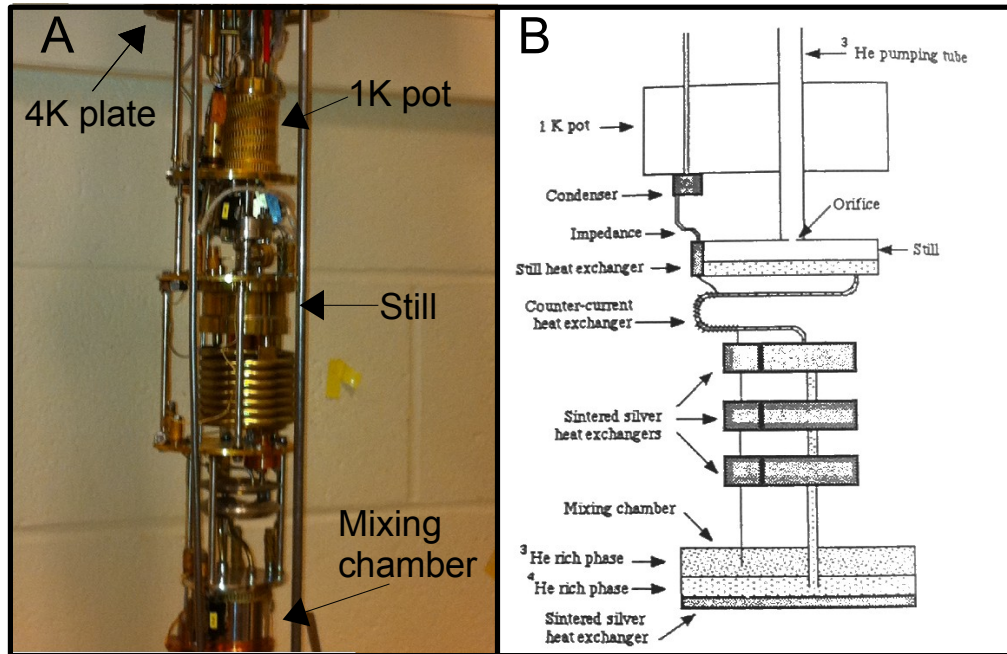 A
4K plate
1K pot
Still
Mixing
chamber
B
3 He pumping tube
1 K pot
Condenser
Orifice
Impedance
Still
Still heat exchanger
Counter-current
heat exchanger
Sintered silver
heat exchangers
Mixing chamber
3 He rich phase
4 He rich phase
Sintered silver
heat exchanger